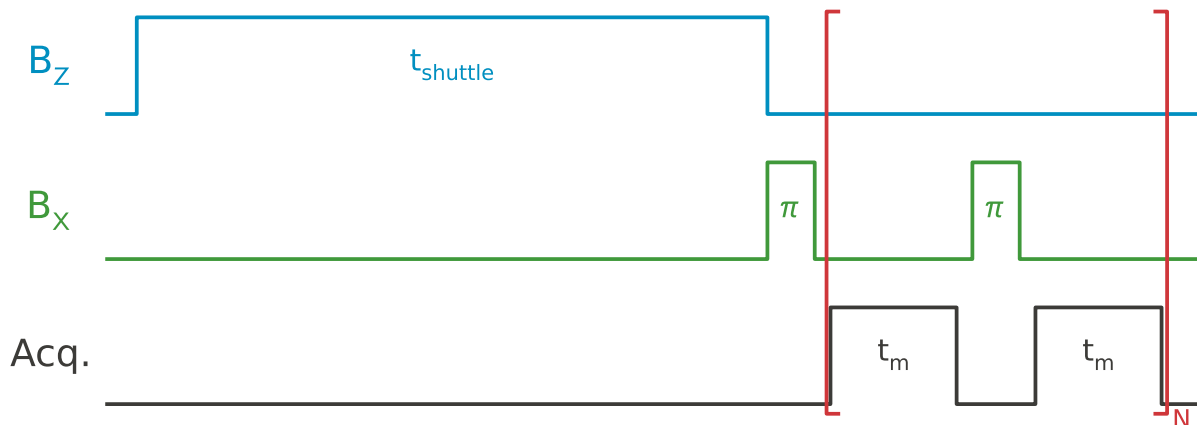 B_Z
t_shuttle
B_X
π
π
Acq.
t_m
t_m
N